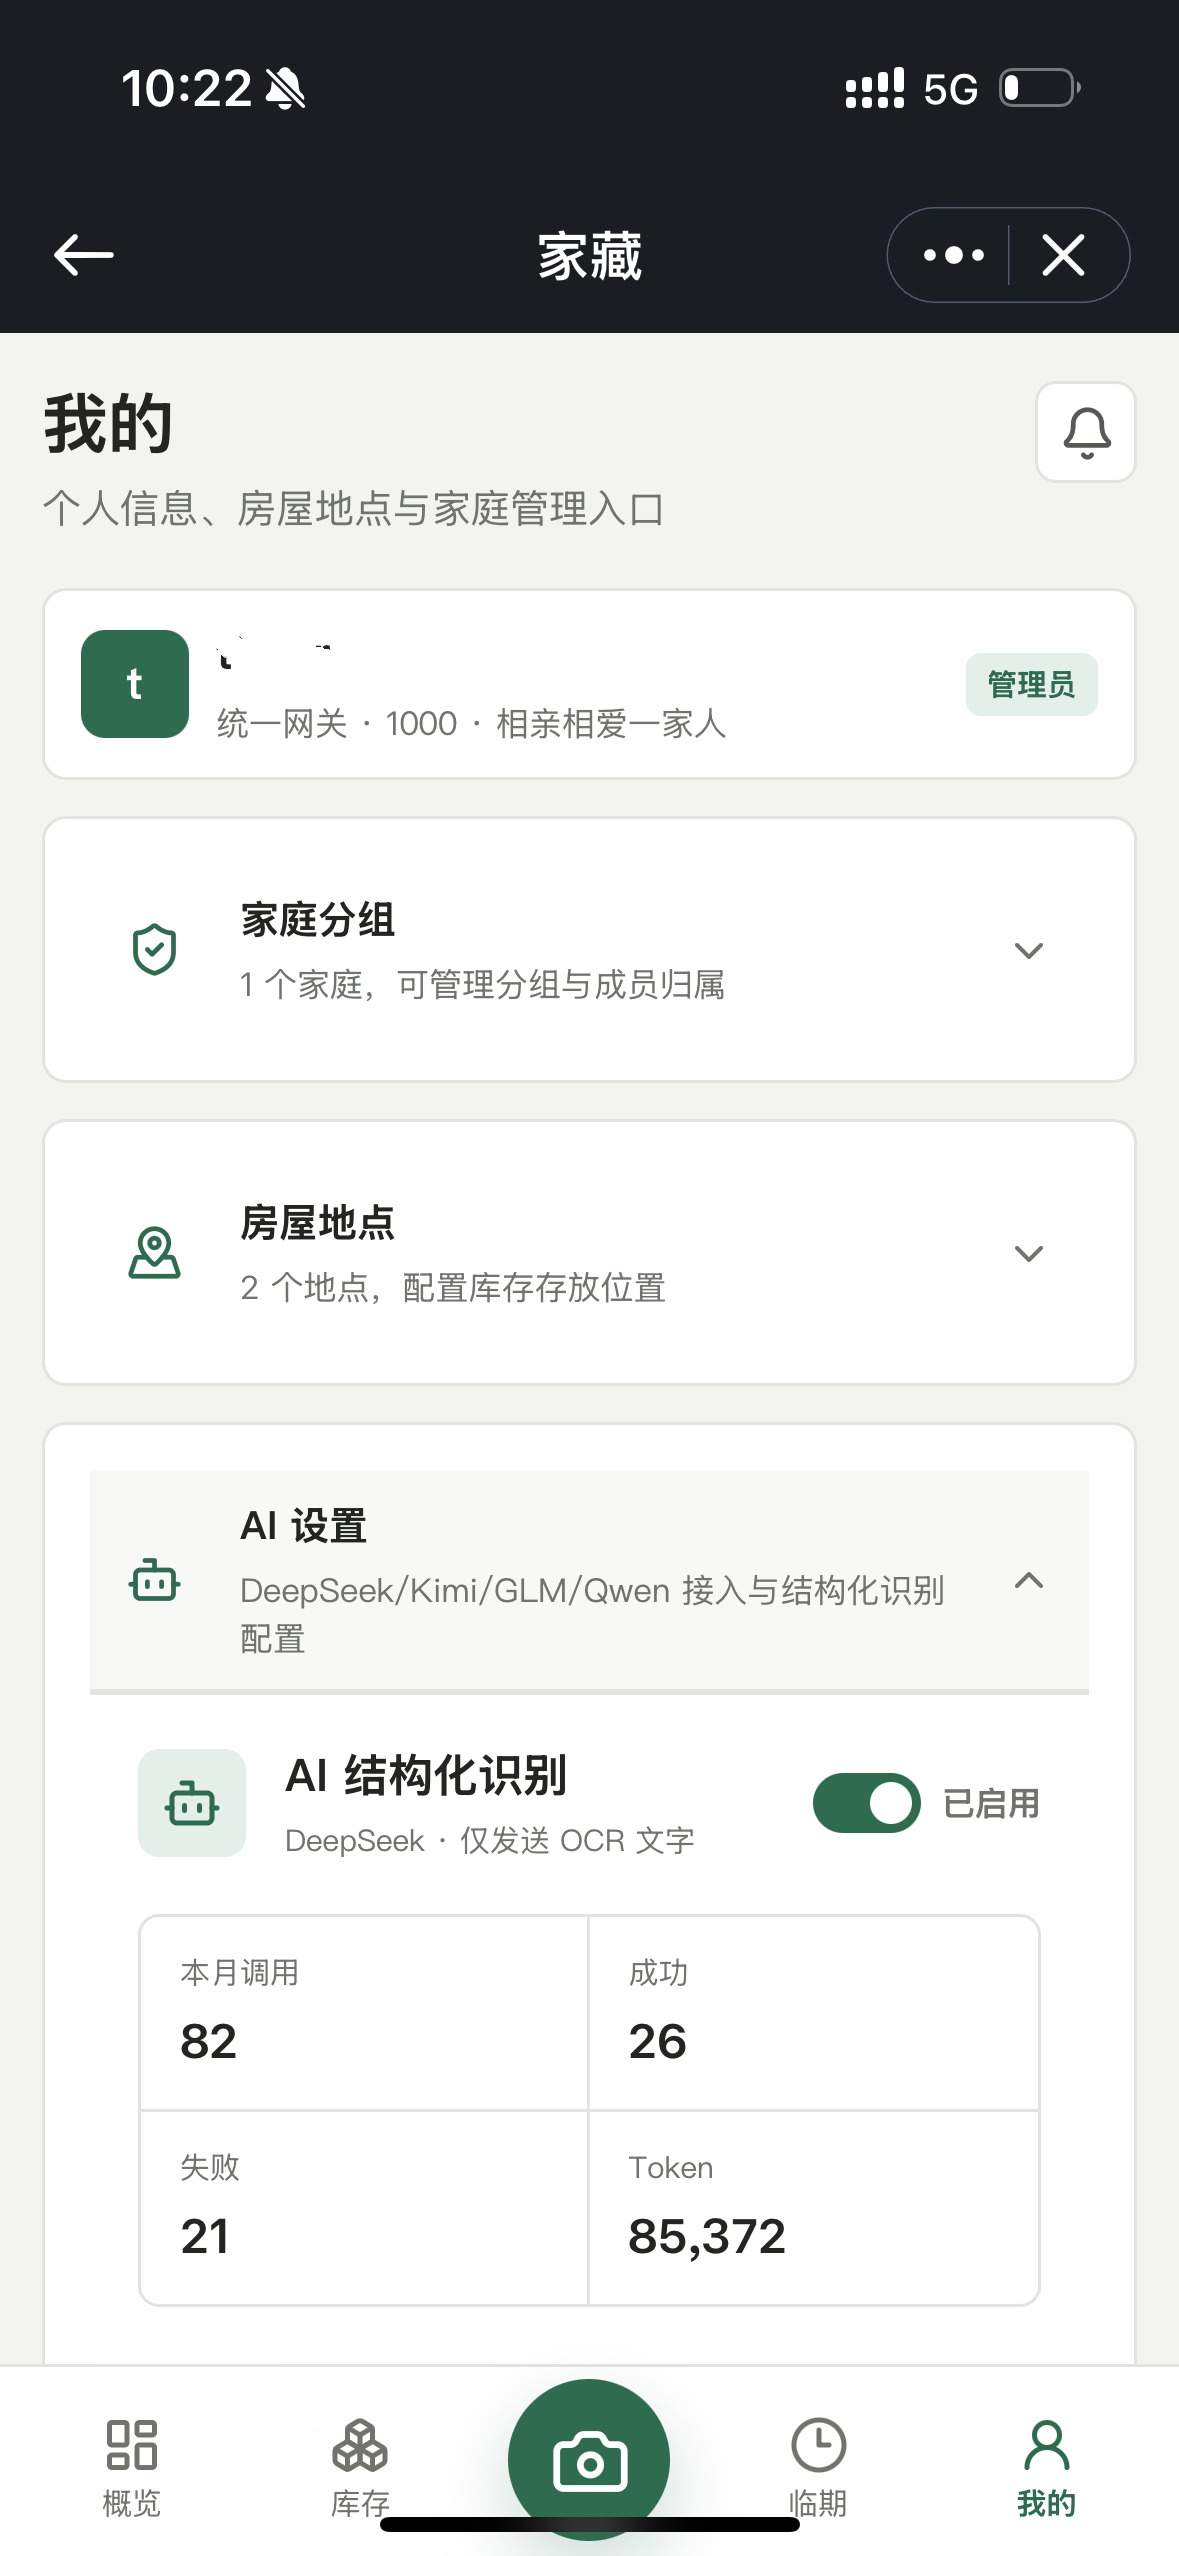 10:22
5G
家藏
我的
个人信息、房屋地点与家庭管理入口
t
统一网关 · 1000 · 相亲相爱一家人
管理员
家庭分组
1 个家庭，可管理分组与成员归属
房屋地点
2 个地点，配置库存存放位置
AI 设置
DeepSeek/Kimi/GLM/Qwen 接入与结构化识别
配置
AI 结构化识别
已启用
DeepSeek · 仅发送 OCR 文字
本月调用
成功
82
26
失败
Token
21
85,372
概览
库存
临期
我的